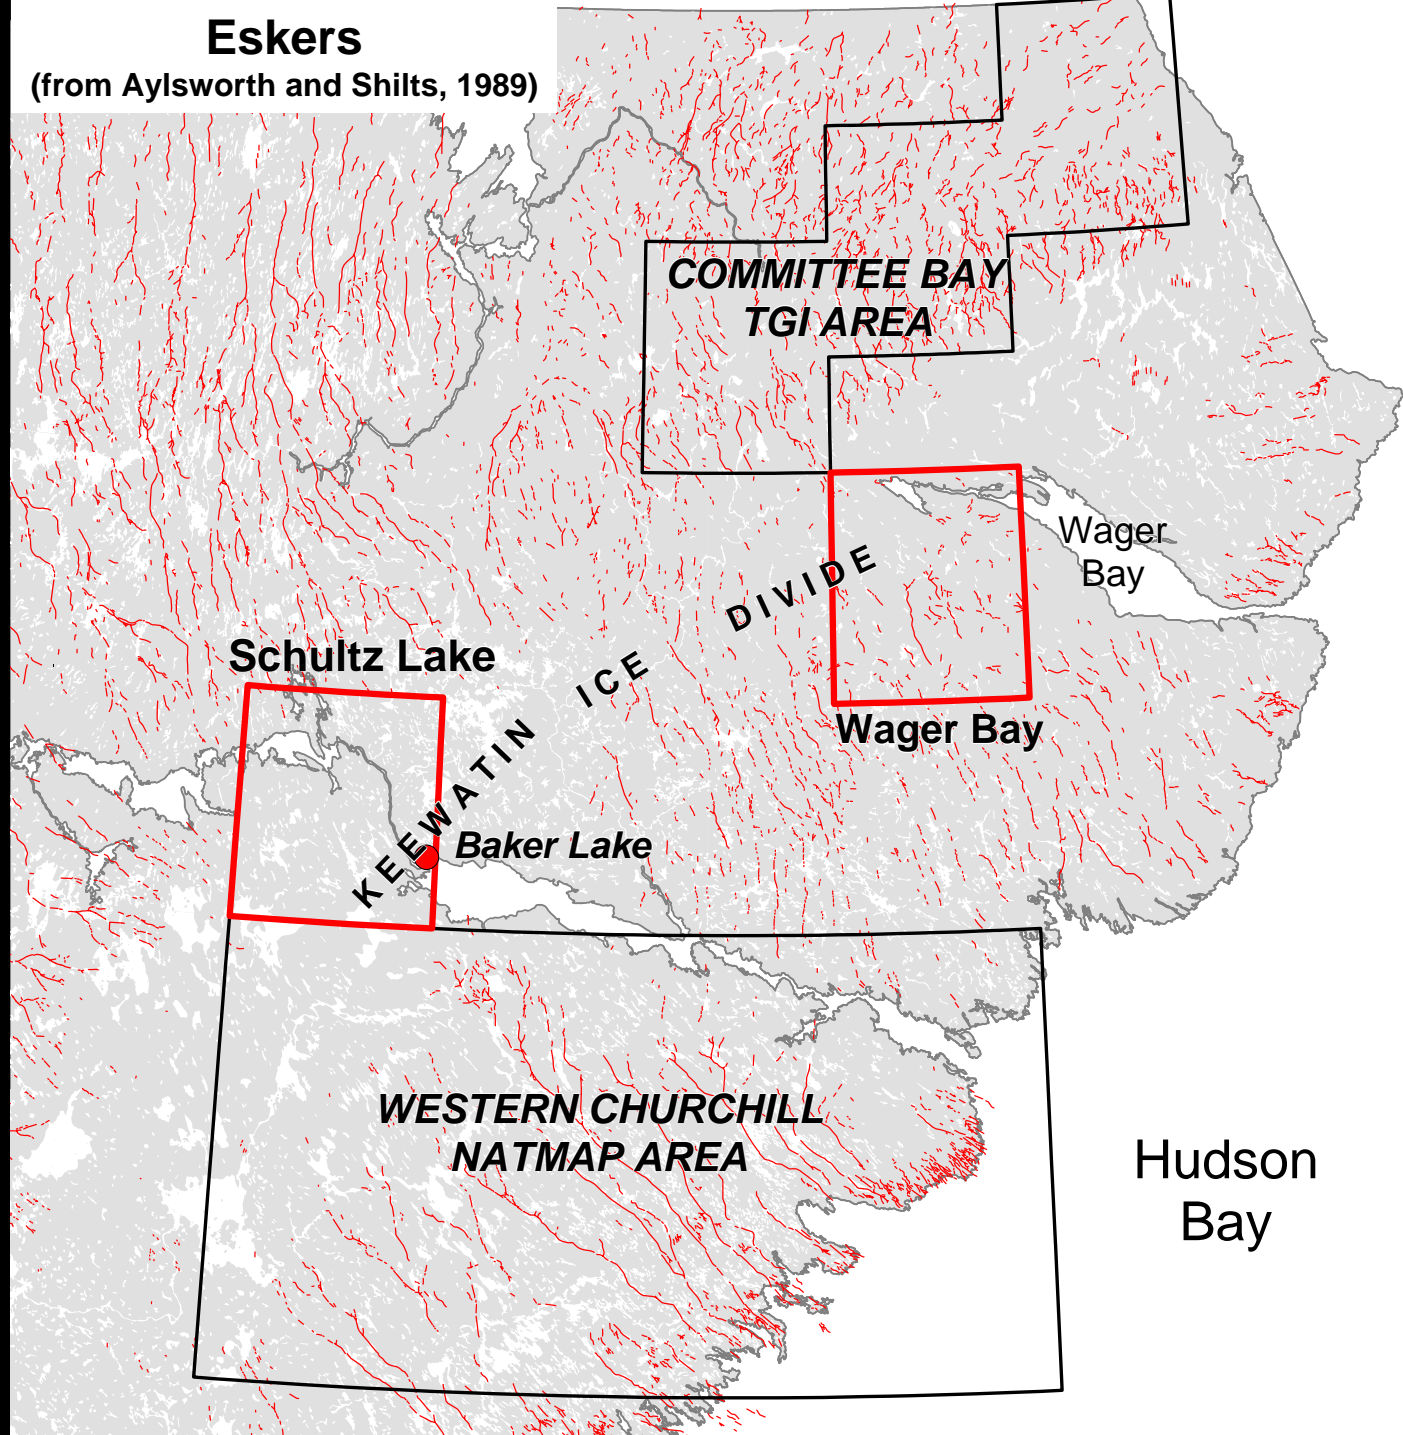 Eskers
(from Aylsworth and Shilts, 1989)
COMMITTEE BAY
TGI AREA
Wager
Bay
DIVIDE
ICE
KEEWATIN
Schultz Lake
Wager Bay
Baker Lake
WESTERN CHURCHILL
NATMAP AREA
Hudson
Bay